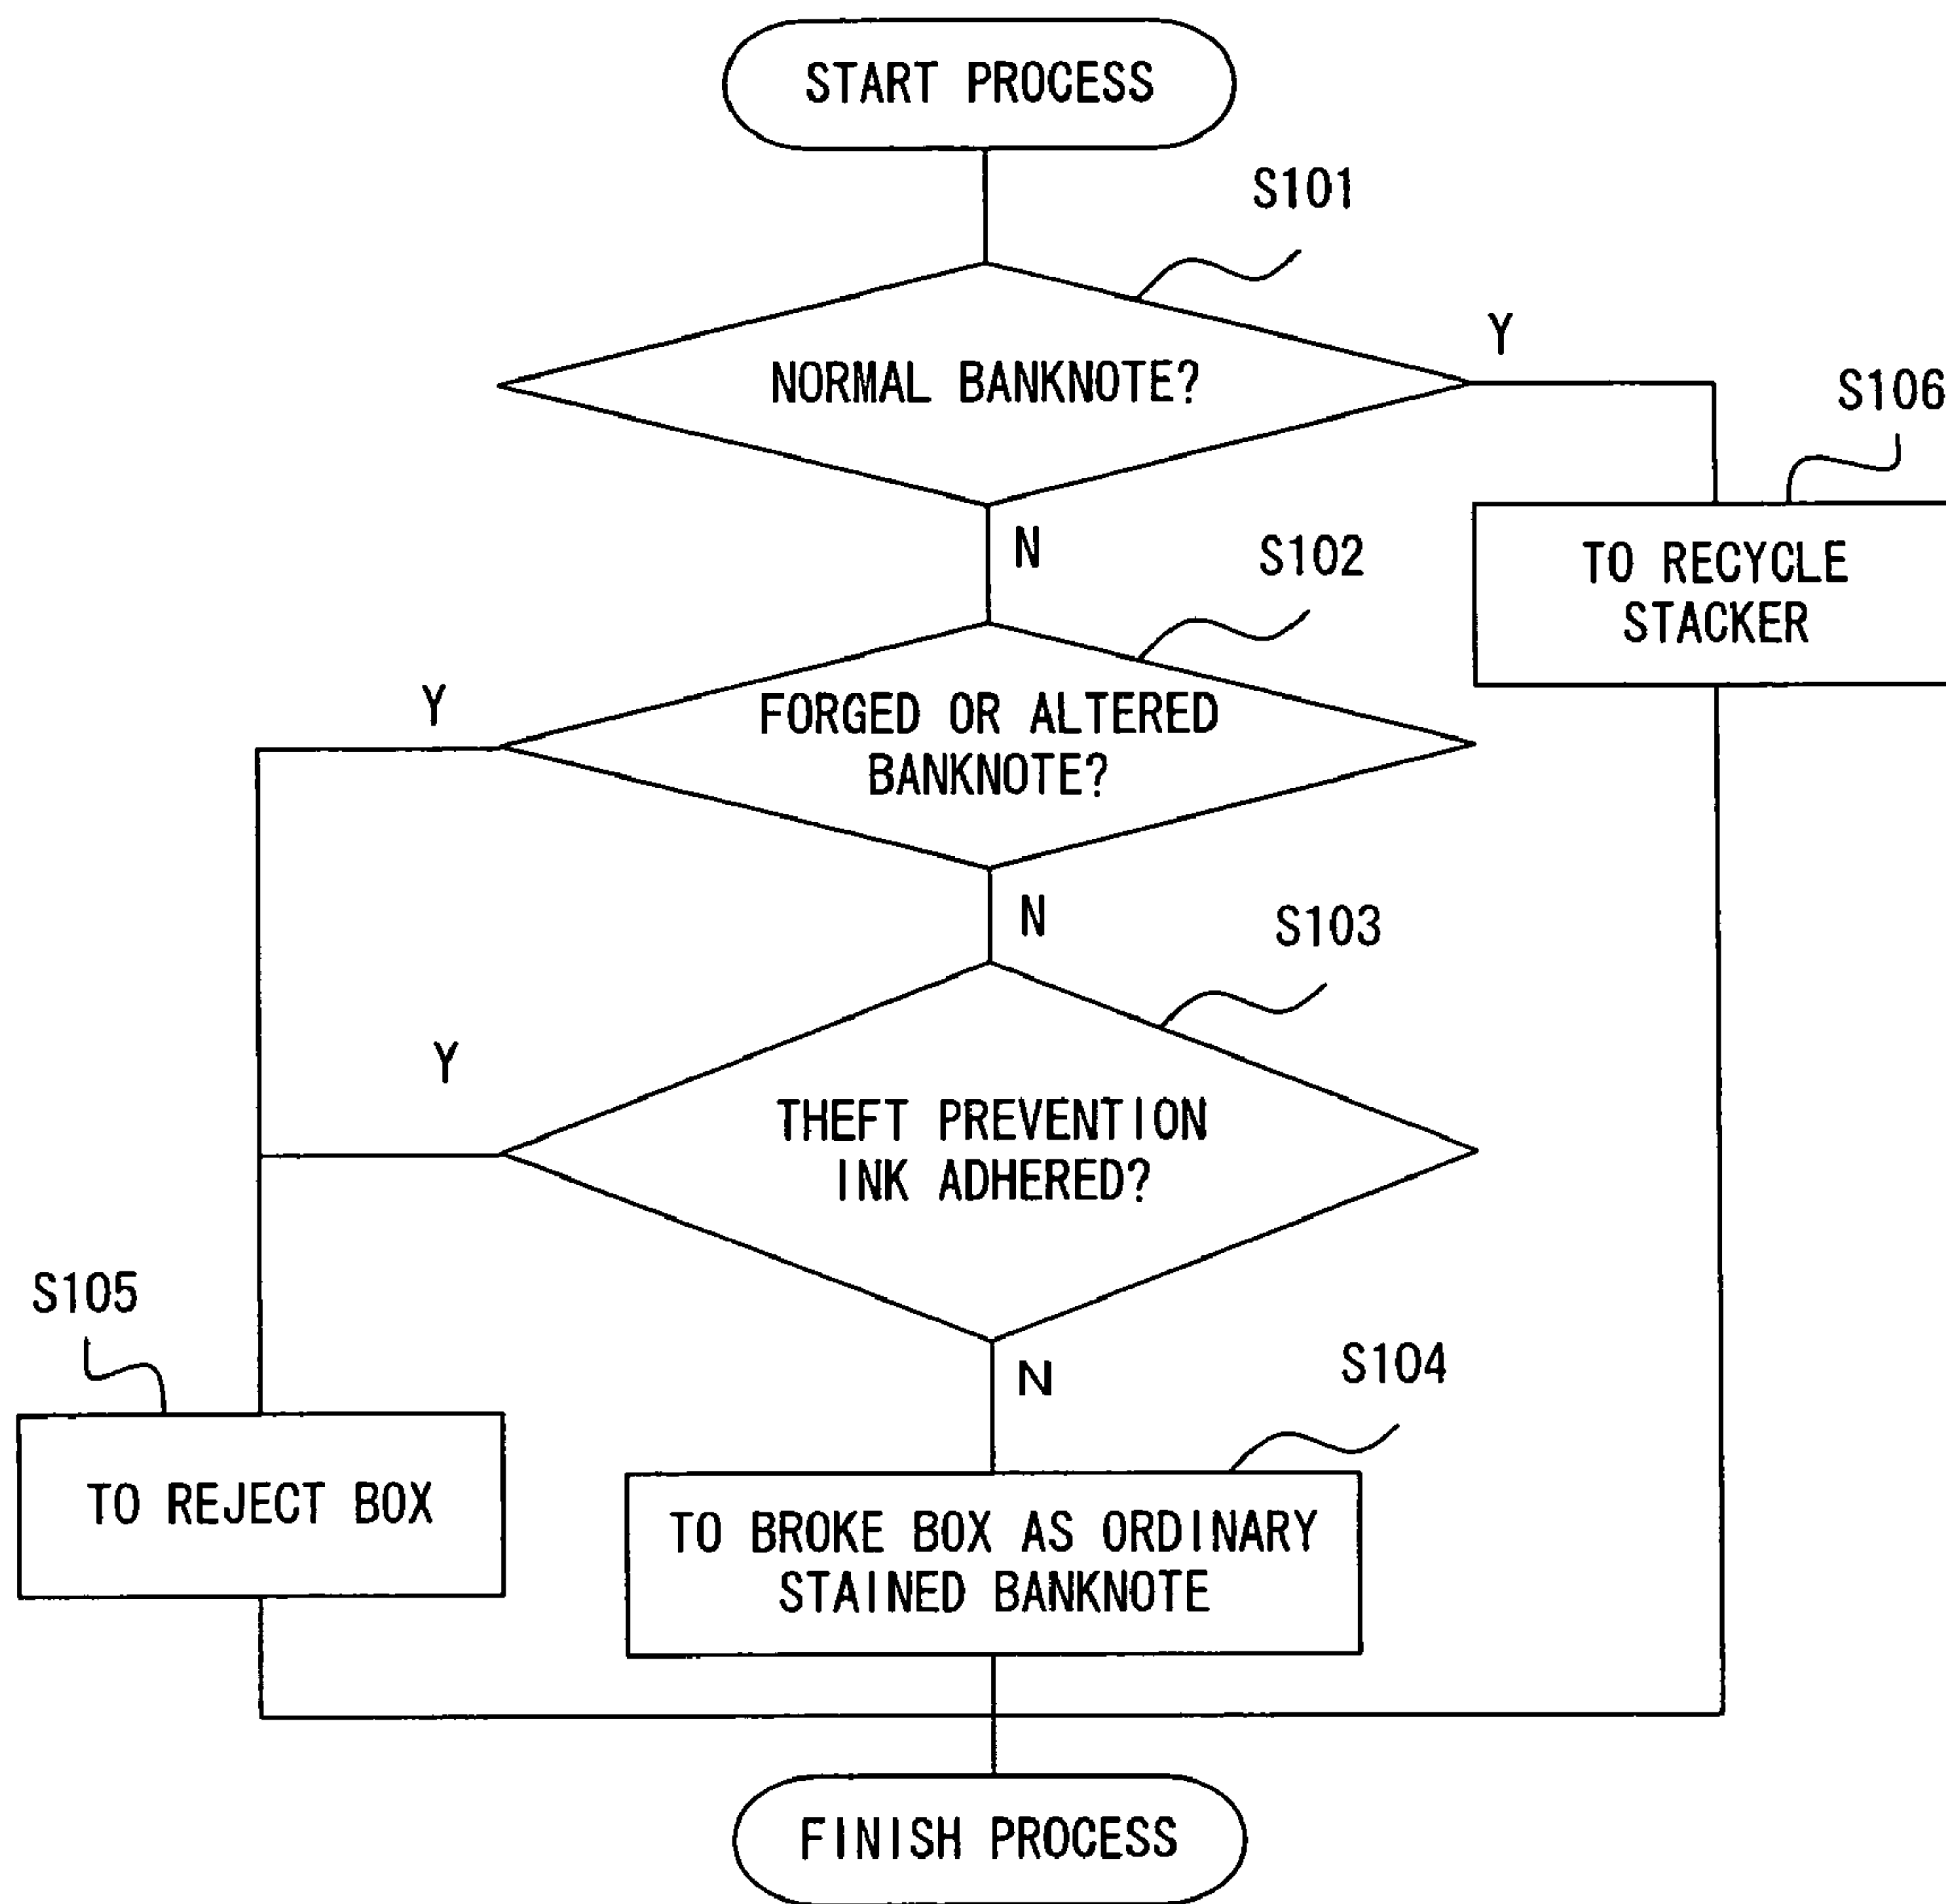 START PROCESS
S101
NORMAL BANKNOTE?
Y
S106
N
S102
TO RECYCLE
STACKER
Y
FORGED OR ALTERED
BANKNOTE?
N
S103
Y
THEFT PREVENTION
INK ADHERED?
S105
N
S104
TO REJECT BOX
TO BROKE BOX AS ORDINARY
STAINED BANKNOTE
FINISH PROCESS